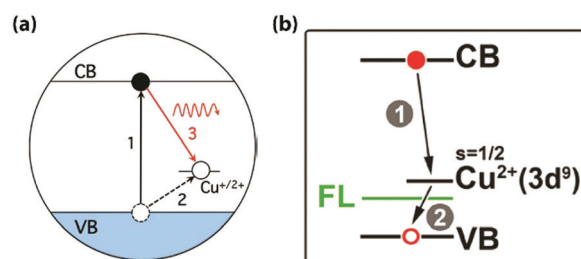 (a)
CB
1
3
2
Cu+/2+
VB
(b)
CB
1
s=1/2
Cu2+(3d9)
FL
2
VB